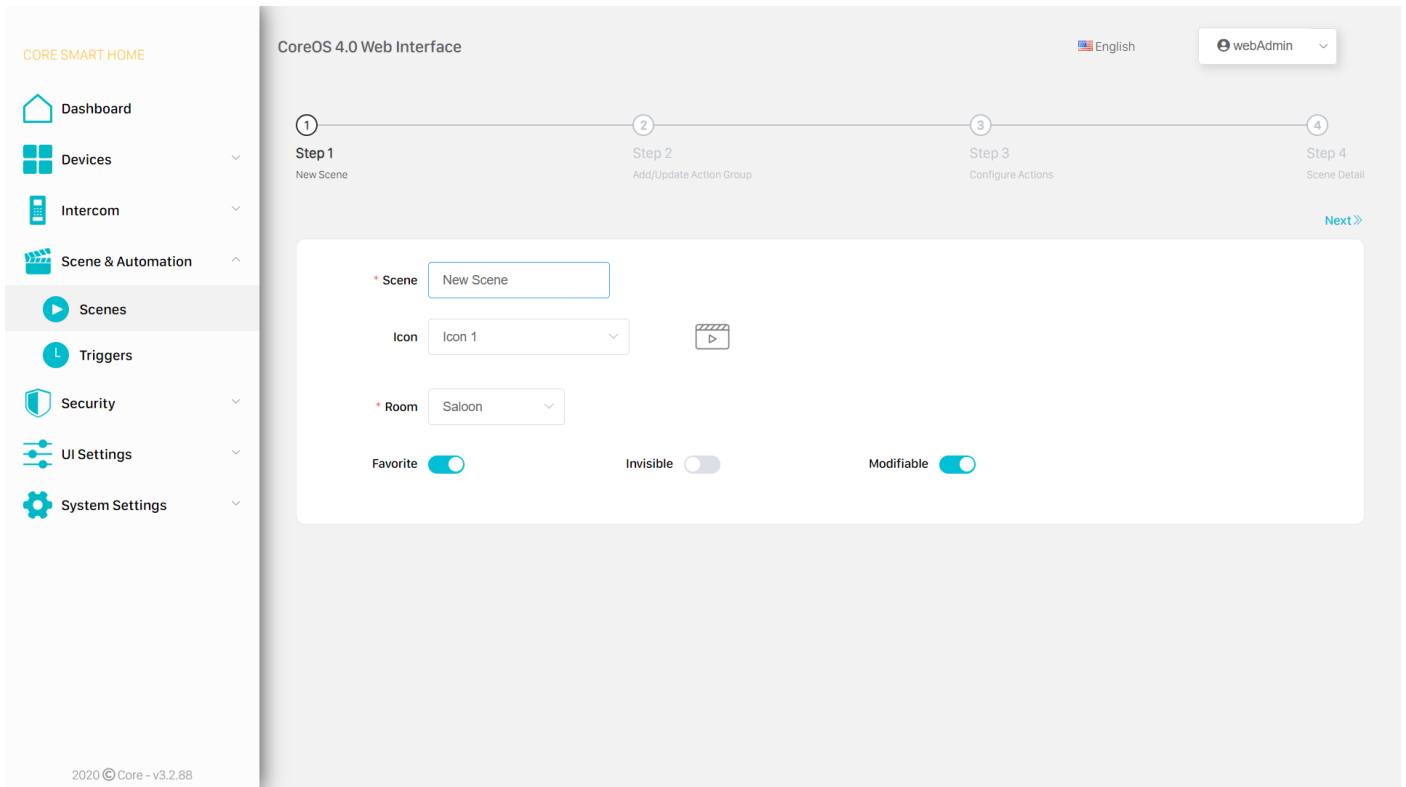 CORE SMART HOME
Dashboard
Devices
Intercom
Scene & Automation
Scenes
Triggers
Security
UI Settings
System Settings
2020 © Core - v3.2.88
CoreOS 4.0 Web Interface
English
webAdmin
1
2
3
4
Step 1
Step 2
Step 3
Step 4
New Scene
Add/Update Action Group
Configure Actions
Scene Detail
Next
* Scene
New Scene
Icon
Icon 1
* Room
Saloon
Favorite
Invisible
Modifiable